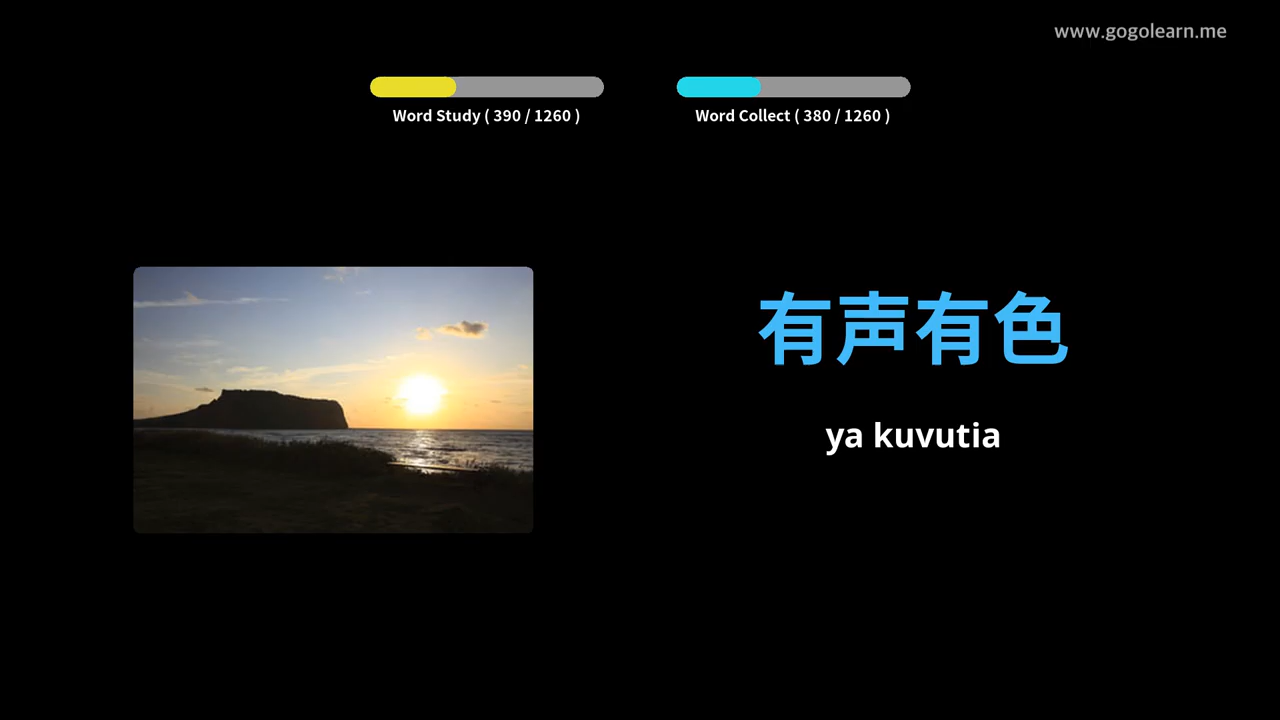 www.gogolearn.me
Word Study ( 390 / 1260 )
Word Collect ( 380 / 1260 )
有声有色
ya kuvutia